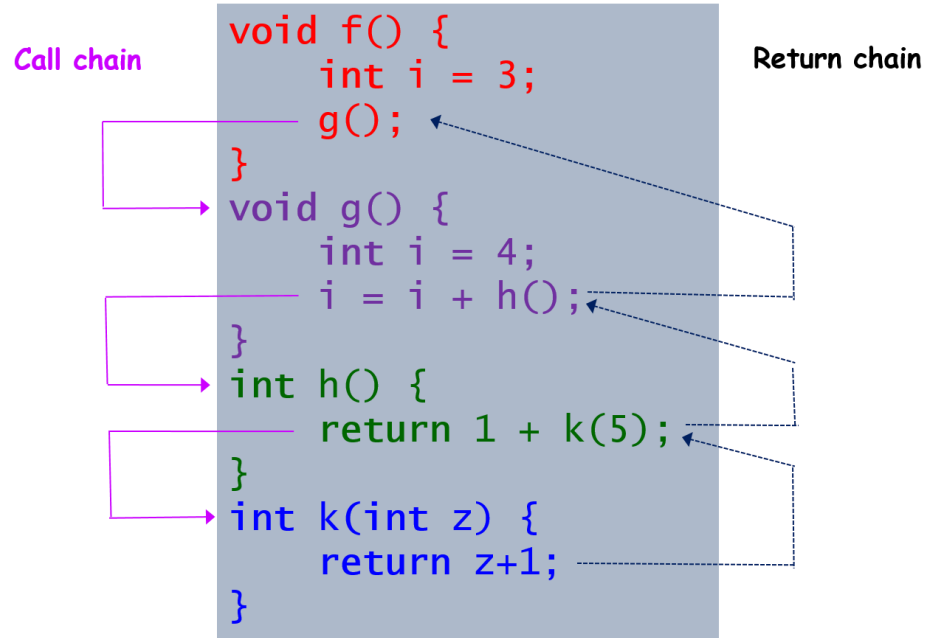 Call chain
Return chain
void f() {
    int i = 3;
    g();
}
void g() {
    int i = 4;
    i = i + h();
}
int h() {
    return 1 + k(5);
}
int k(int z) {
    return z+1;
}